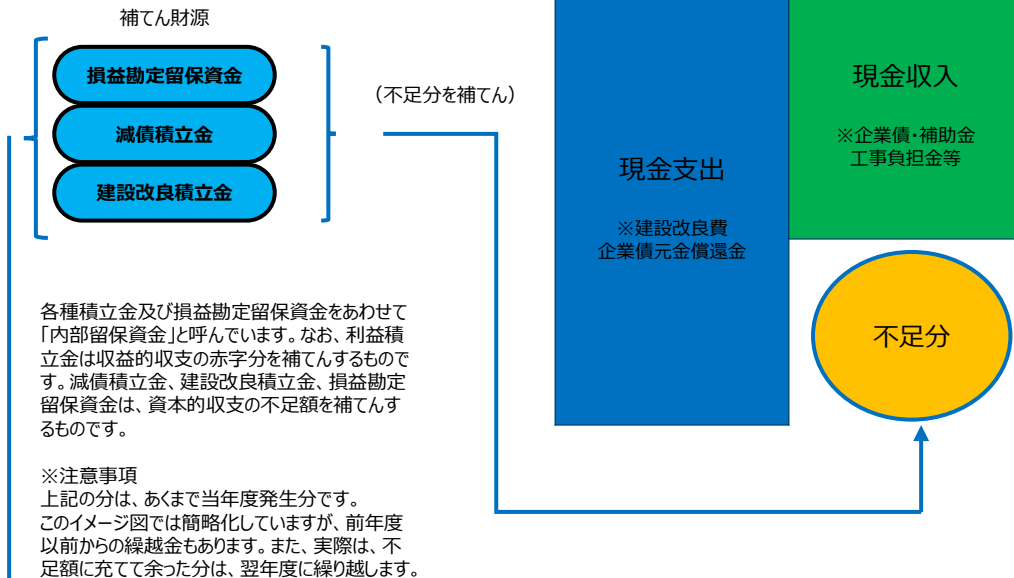 補てん財源
損益勘定留保資金
減債積立金
建設改良積立金
（不足分を補てん）
現金支出
※建設改良費
企業債元金償還金
現金収入
※企業債・補助金
工事負担金等
不足分
各種積立金及び損益勘定留保資金をあわせて
「内部留保資金」と呼んでいます。なお、利益積
立金は収益的収支の赤字分を補てんするもので
す。減債積立金、建設改良積立金、損益勘定
留保資金は、資本的収支の不足額を補てんす
るものです。
※注意事項
上記の分は、あくまで当年度発生分です。
このイメージ図では簡略化していますが、前年度
以前からの繰越金もあります。また、実際は、不
足額に充てて余った分は、翌年度に繰り越します。